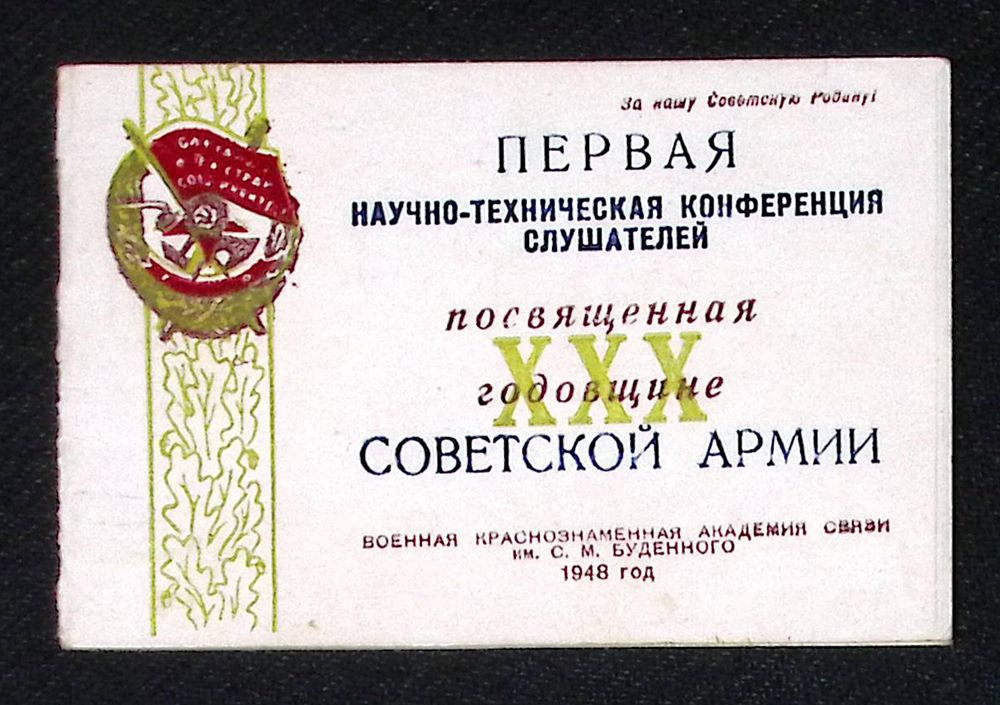 За нашу Советскую Родину!
ПЕРВАЯ
НАУЧНО-ТЕХНИЧЕСКАЯ КОНФЕРЕНЦИЯ
СЛУШАТЕЛЕЙ
посвященная
XXX
годовщине
СОВЕТСКОЙ АРМИИ
ВОЕННАЯ КРАСНОЗНАМЕННАЯ АКАДЕМИЯ СВЯЗИ
им. С. М. БУДЕННОГО
1948 год